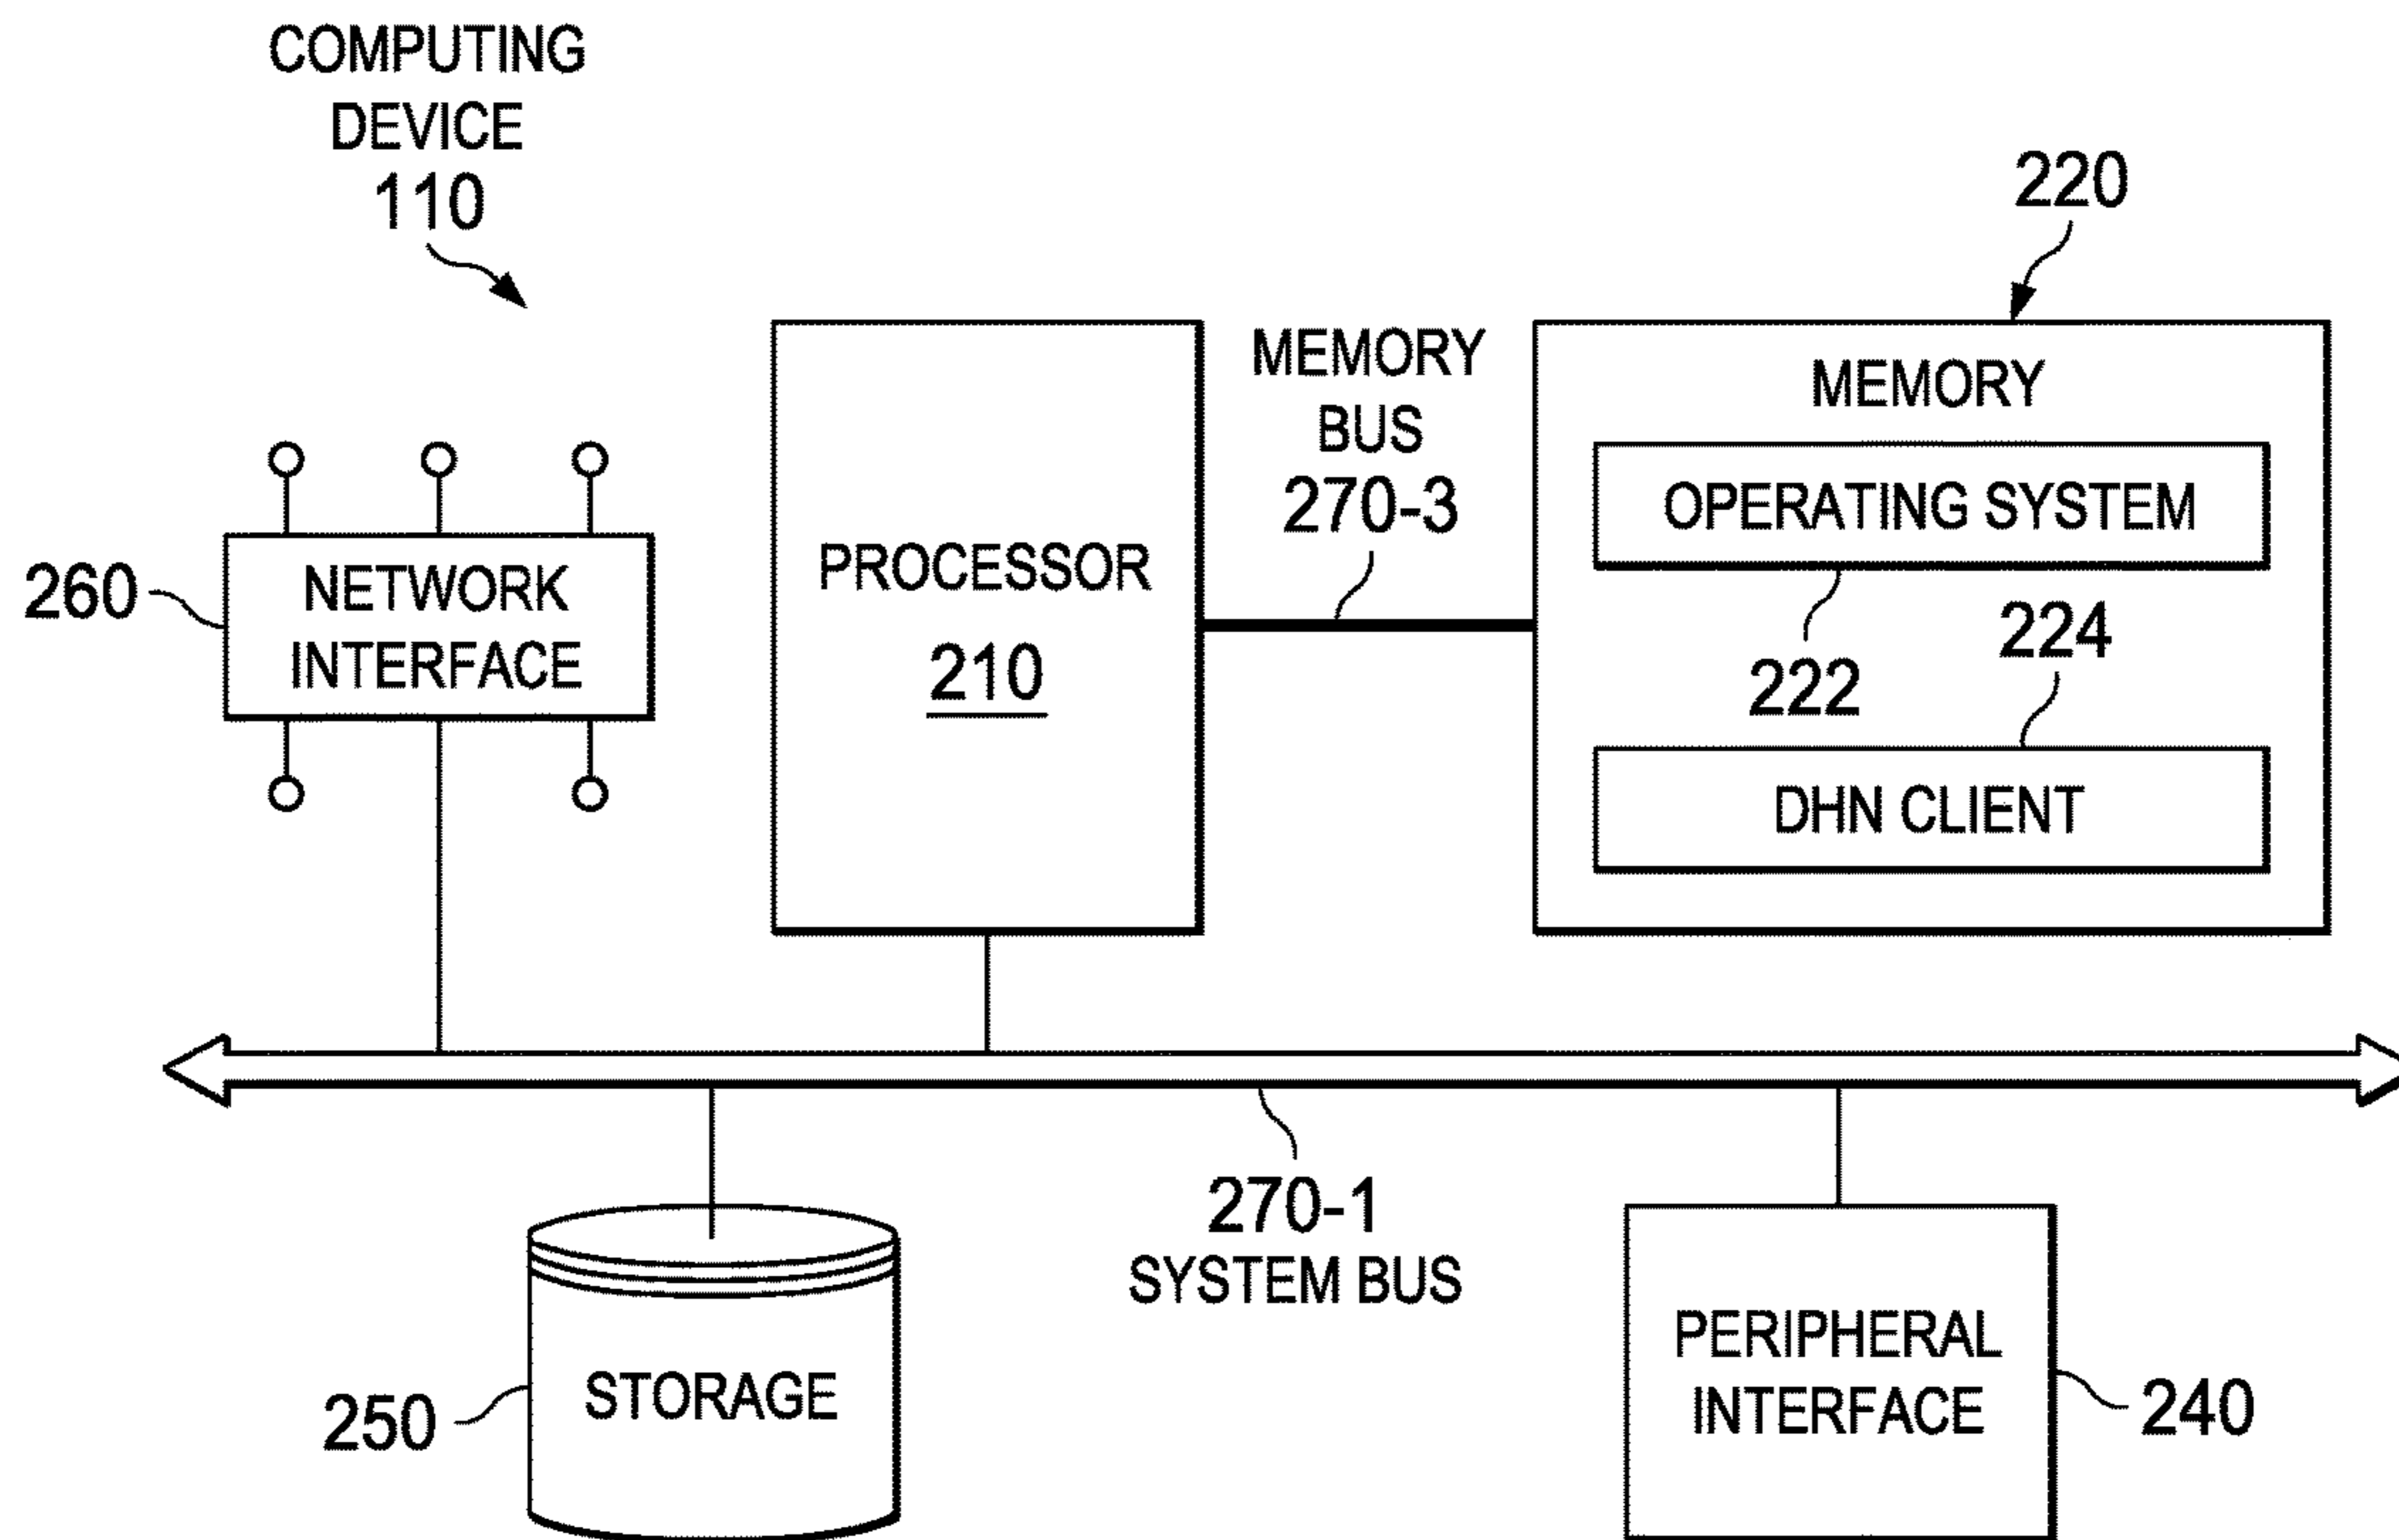 COMPUTING
DEVICE
110
220
MEMORY
BUS
270-3
MEMORY
OPERATING SYSTEM
222
224
DHN CLIENT
PROCESSOR
210
260
NETWORK
INTERFACE
270-1
SYSTEM BUS
250
STORAGE
PERIPHERAL
INTERFACE
240